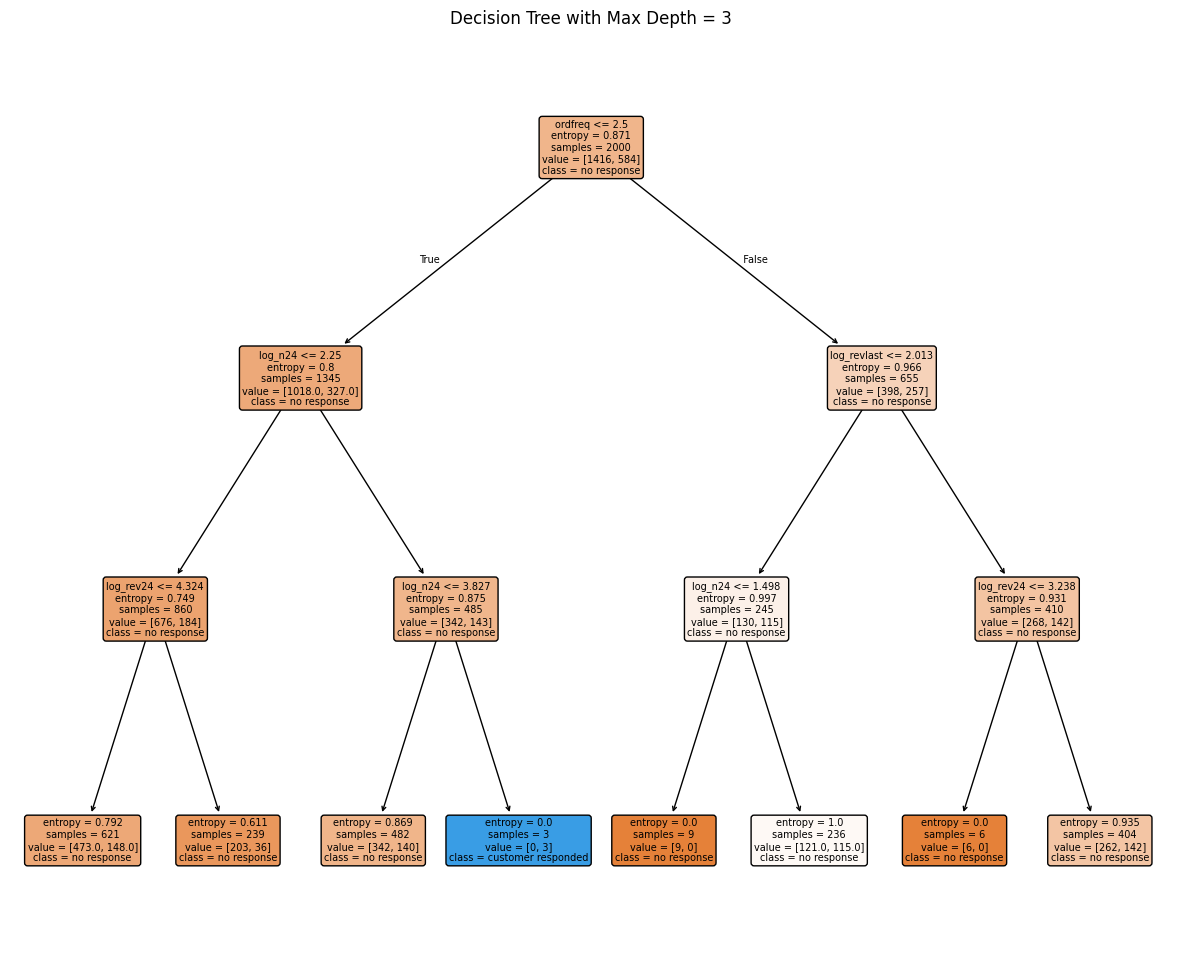 Decision Tree with Max Depth = 3
ordfreq <= 2.5
entropy = 0.871
samples = 2000
value = [1416, 584]
class = no response
True
False
log_n24 <= 2.25
entropy = 0.8
samples = 1345
value = [1018.0, 327.0]
class = no response
log_revlast <= 2.013
entropy = 0.966
samples = 655
value = [398, 257]
class = no response
log_rev24 <= 4.324
entropy = 0.749
samples = 860
value = [676, 184]
class = no response
log_n24 <= 3.827
entropy = 0.875
samples = 485
value = [342, 143]
class = no response
log_n24 <= 1.498
entropy = 0.997
samples = 245
value = [130, 115]
class = no response
log_rev24 <= 3.238
entropy = 0.931
samples = 410
value = [268, 142]
class = no response
entropy = 0.792
samples = 621
value = [473.0, 148.0]
class = no response
entropy = 0.611
samples = 239
value = [203, 36]
class = no response
entropy = 0.869
samples = 482
value = [342, 140]
class = no response
entropy = 0.0
samples = 3
value = [0, 3]
class = customer responded
entropy = 0.0
samples = 9
value = [9, 0]
class = no response
entropy = 1.0
samples = 236
value = [121.0, 115.0]
class = no response
entropy = 0.0
samples = 6
value = [6, 0]
class = no response
entropy = 0.935
samples = 404
value = [262, 142]
class = no response